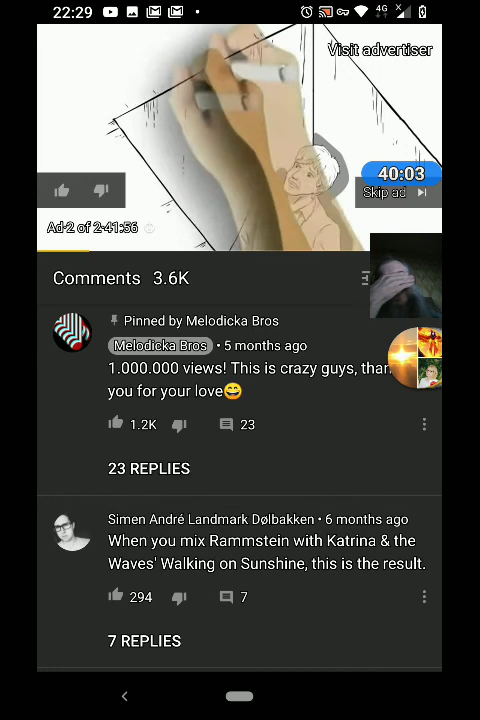 22:29
4G
Visit advertiser
40:03
Skip ad
Ad·2 of 2·41:56
Comments 3.6K
Pinned by Melodicka Bros
Melodicka Bros • 5 months ago
1.000.000 views! This is crazy guys,
you for your love😄
1.2K 23
23 REPLIES
Simen André Landmark Dølbakken • 6 months ago
When you mix Rammstein with Katrina & the
Waves' Walking on Sunshine, this is the result.
294 7
7 REPLIES